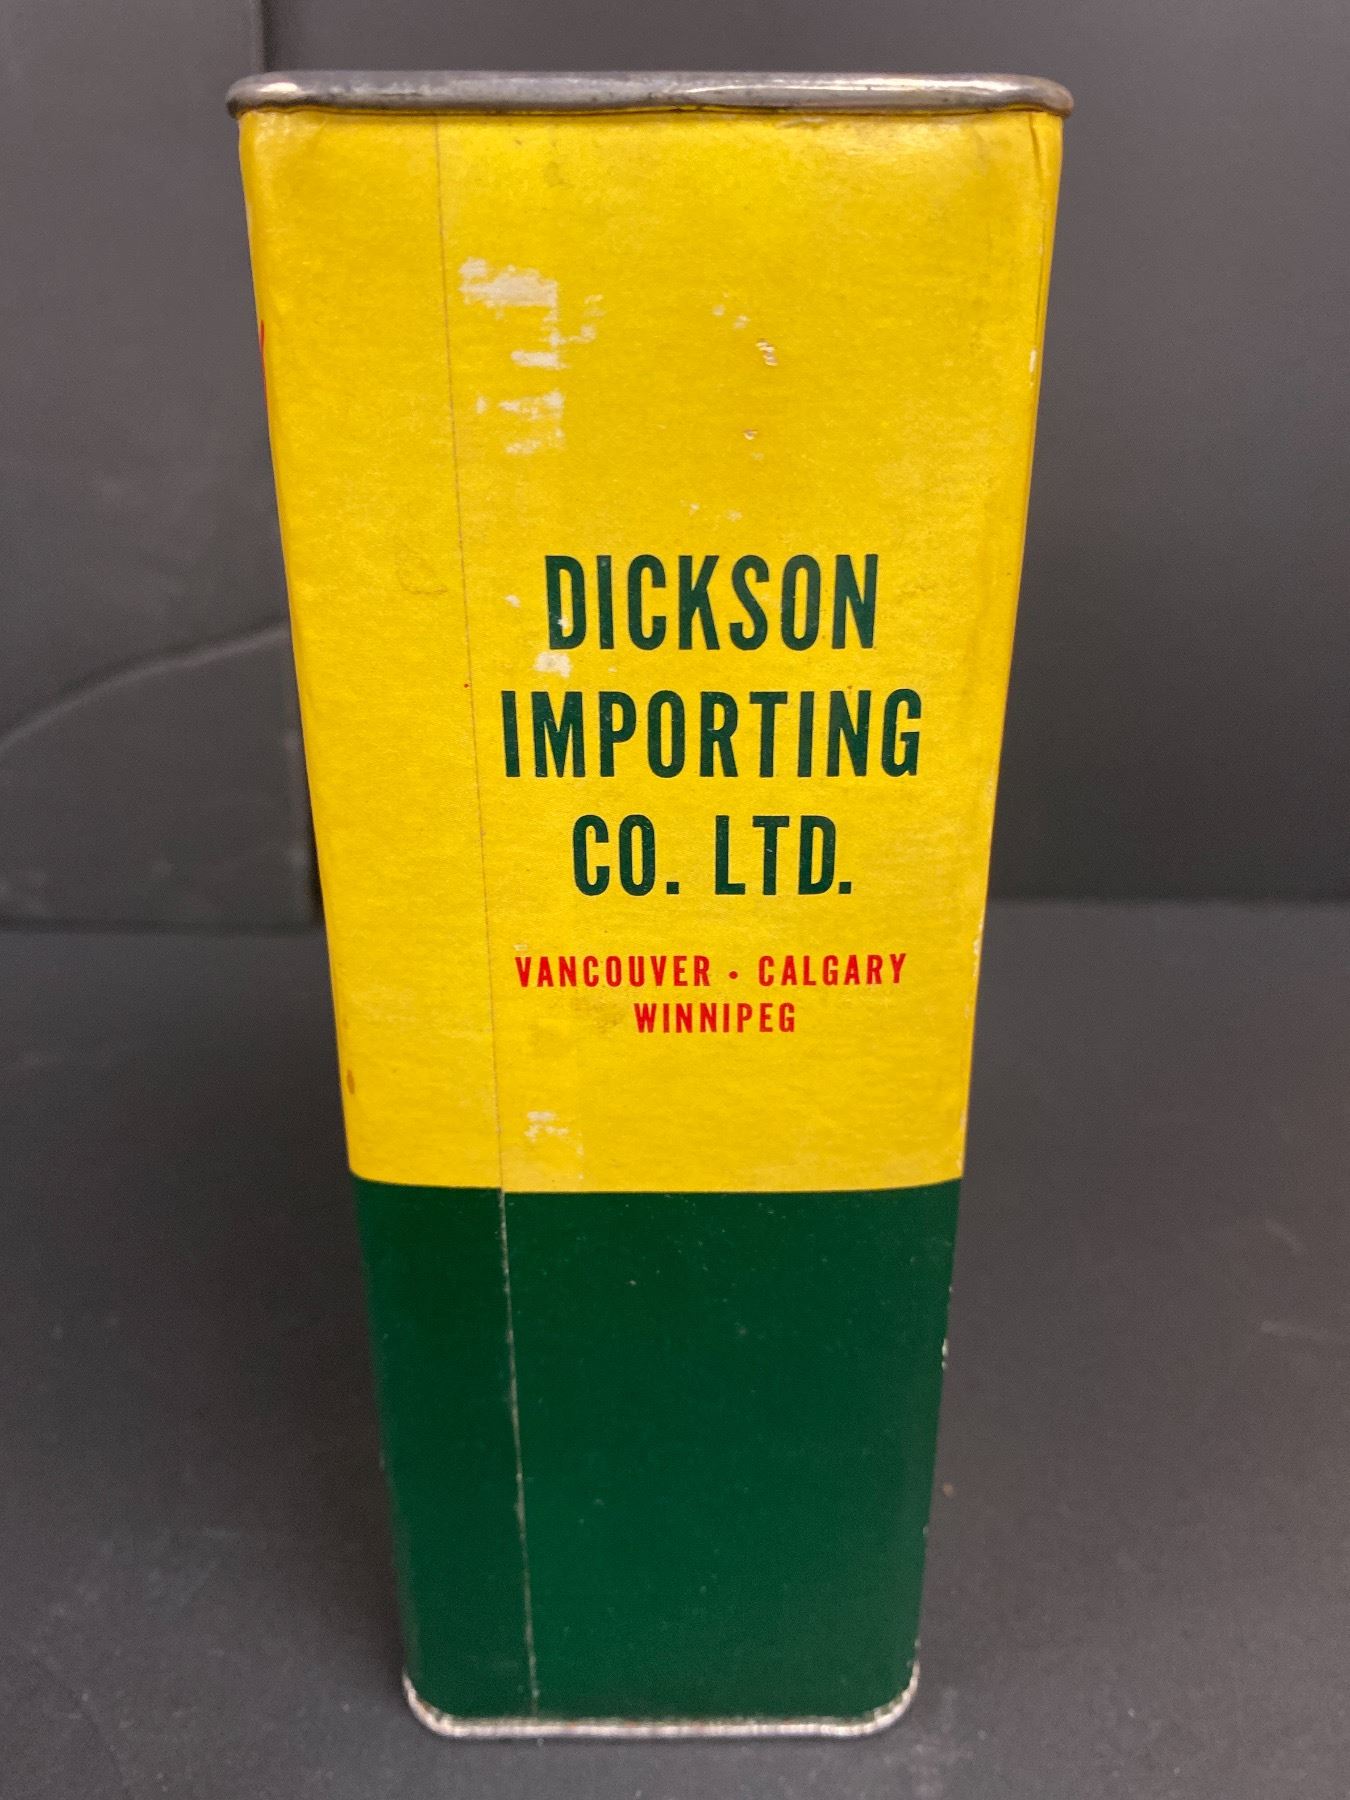 DICKSON
IMPORTING
CO. LTD.
VANCOUVER • CALGARY
WINNIPEG